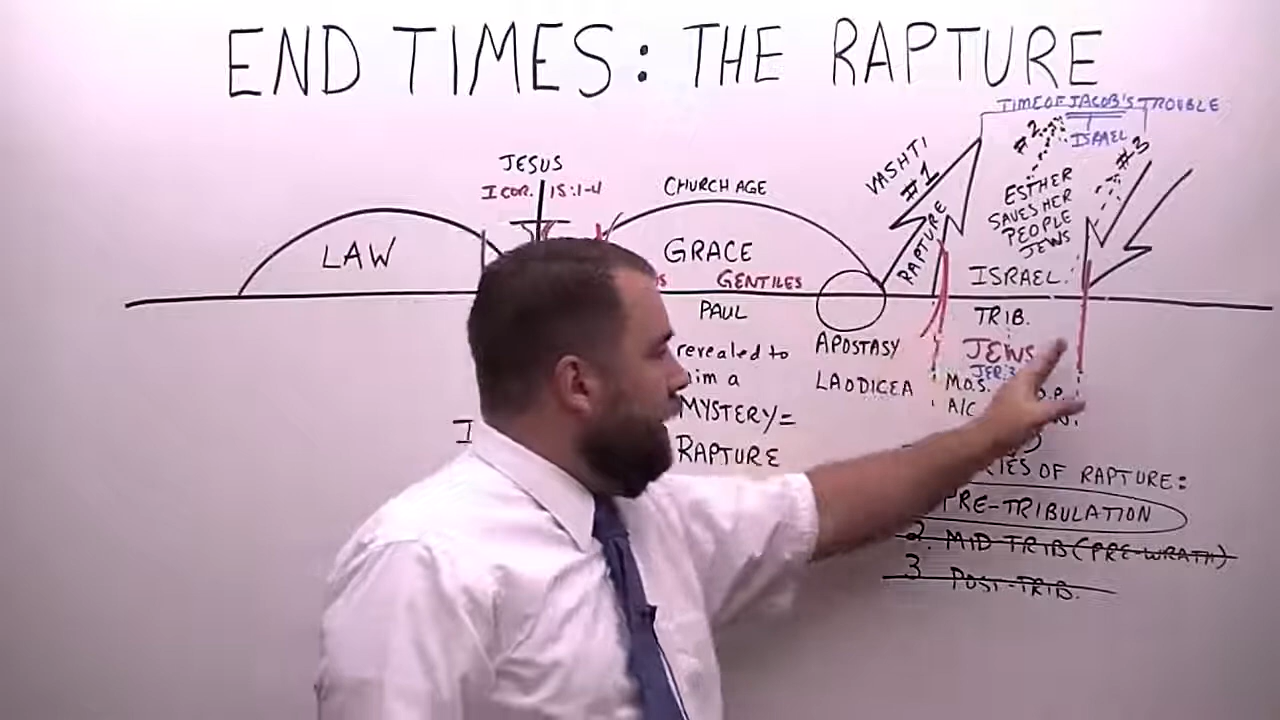 END TIMES: THE RAPTURE
TIME OF JACOB'S TROUBLE
ISRAEL
JESUS
I COR. 15:1-4
CHURCH AGE
VASHTI
#1
#2
#3
ESTHER
SAVES HER
PEOPLE
JEWS
LAW
GRACE
RAPTURE
GENTILES
ISRAEL
PAUL
TRIB.
revealed to
APOSTASY
JEWS
JER. 3
a
LAODICEA
M.O.S.
A/C
MYSTERY=
RAPTURE
OF RAPTURE:
PRE-TRIBULATION
2. MID TRIB (PRE-WRATH)
3 POST-TRIB.